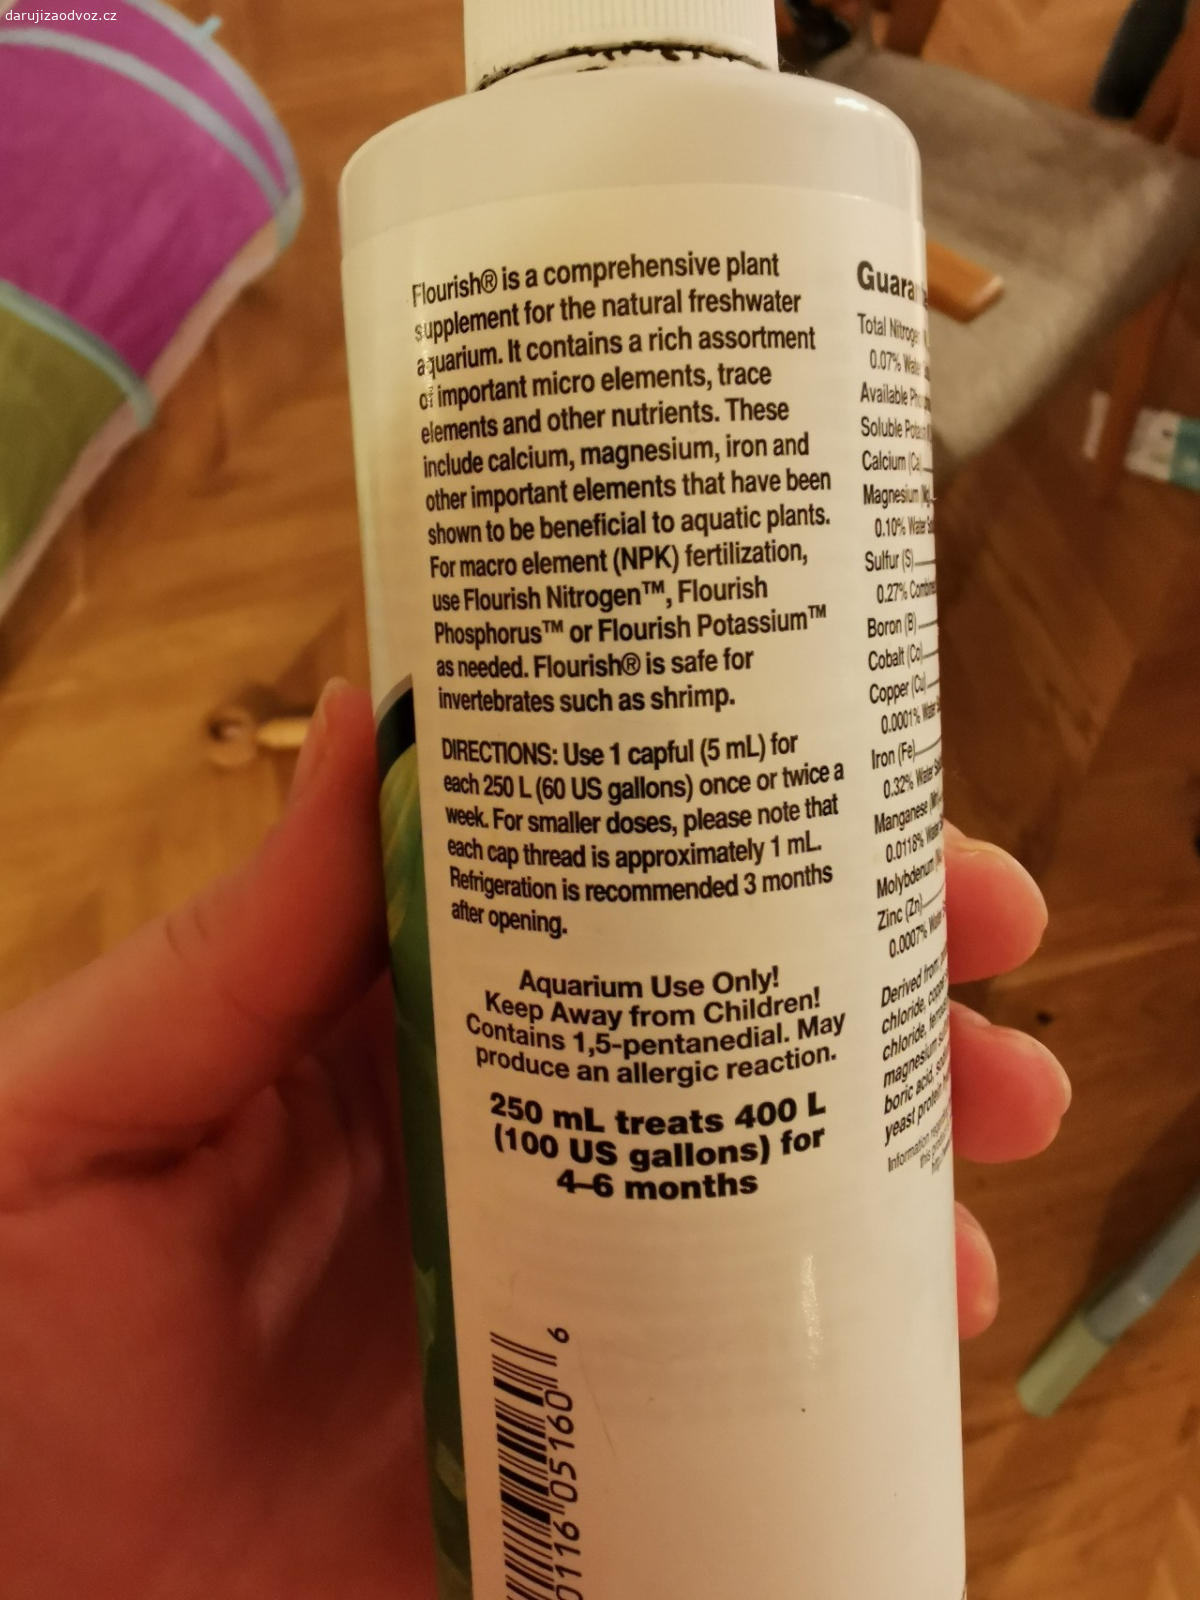 darujizaodvoz.cz
Flourish® is a comprehensive plant
supplement for the natural freshwater
aquarium. It contains a rich assortment
of important micro elements, trace
elements and other nutrients. These
include calcium, magnesium, iron and
other important elements that have been
shown to be beneficial to aquatic plants.
For macro element (NPK) fertilization,
use Flourish Nitrogen™, Flourish
Phosphorus™ or Flourish Potassium™
as needed. Flourish® is safe for
invertebrates such as shrimp.
DIRECTIONS: Use 1 capful (5 mL) for
each 250 L (60 US gallons) once or twice a
week. For smaller doses, please note that
each cap thread is approximately 1 mL.
Refrigeration is recommended 3 months
after opening.
Aquarium Use Only!
Keep Away from Children!
Contains 1,5-pentanedial. May
produce an allergic reaction.
250 mL treats 400 L
(100 US gallons) for
4–6 months
0116 05160 6
Total Nitrogen
0.07%
Available
Soluble
Calcium (Ca)
Magnesium
0.10% Water
Sulfur (S)
0.27%
Boron (B)
Cobalt (Co)
Copper (Cu)
0.0001% Water
Iron (Fe)
0.32% Water
Manganese
0.0118% Water
Molybdenum
Zinc (Zn)
0.0007% Water
Derived from:
chloride,
chloride,
magnesium
boric acid,
yeast protein
Information